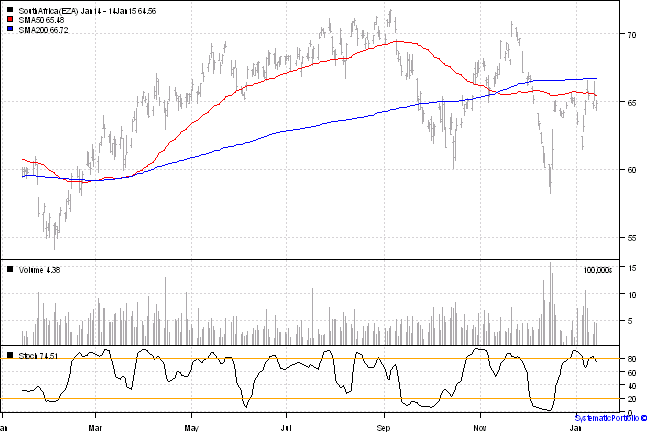 SouthAfrica(EZA) Jan14 - 14Jan15 64.56
SMA50 65.48
SMA200 66.72
70
65
60
55
Volume 4.38
100,000s
15
10
5
Stoch 74.51
80
60
40
20
0
an Mar May Jul Sep Nov Jan
SystematicPortfolio ©